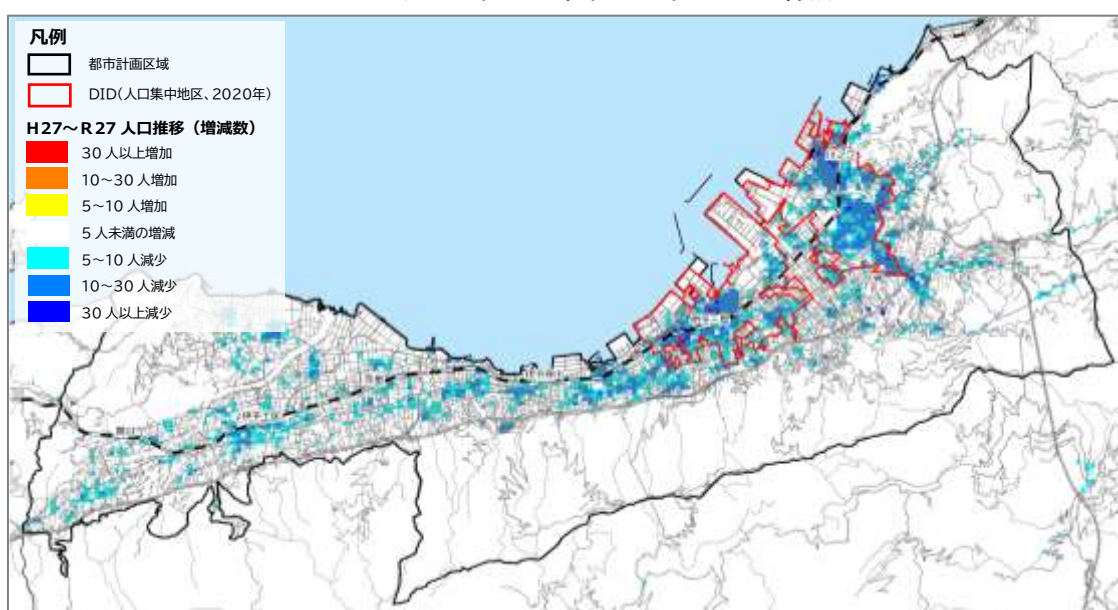 凡例
都市計画区域
DID(人口集中地区、2020年)
H27～R27 人口推移（増減数）
30 人以上増加
10～30 人増加
5～10 人増加
5 人未満の増減
5～10 人減少
10～30 人減少
30 人以上減少